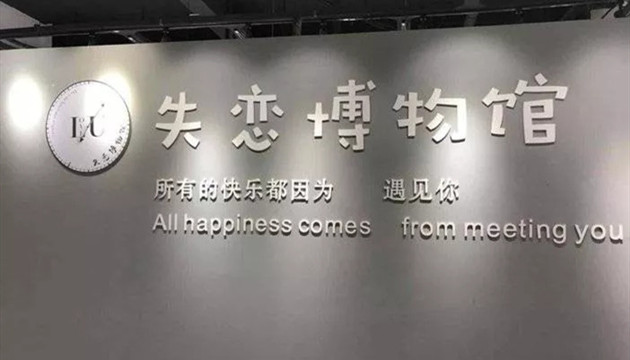 失恋博物馆
所有的快乐都因为 遇见你
All happiness comes from meeting you